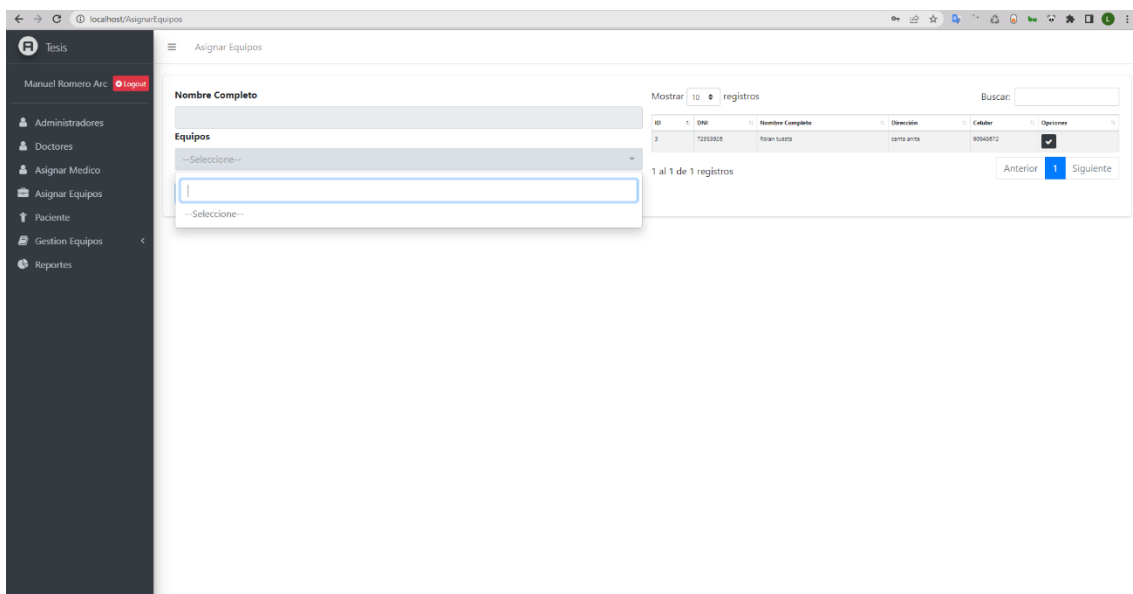 localhost/AsignarEquipos
L
A Tesis
Asignar Equipos
Manuel Romero Arc Logout
Administradores
Doctores
Asignar Medico
Asignar Equipos
Paciente
Gestion Equipos
Reportes
Nombre Completo
Equipos
--Seleccione--
--Seleccione--
Mostrar 10 registros
Buscar:
ID DNI Nombre Completo Dirección Celular Opciones
3 Rolan tuesta santa anita
1 al 1 de 1 registros
Anterior 1 Siguiente